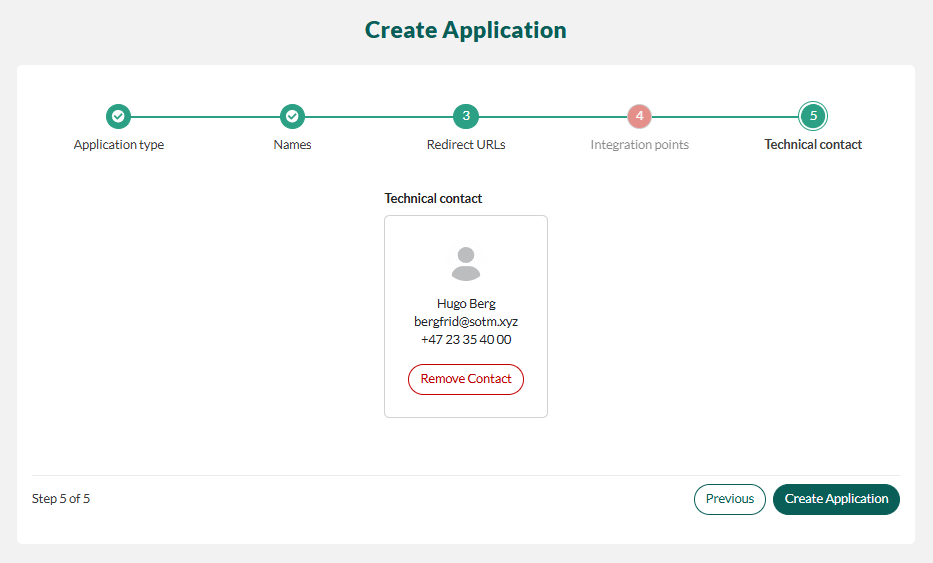 Create Application
3
4
5
Application type
Names
Redirect URLs
Integration points
Technical contact
Technical contact
Hugo Berg
bergfrid@sotm.xyz
+47 23 35 40 00
Remove Contact
Step 5 of 5
Previous
Create Application